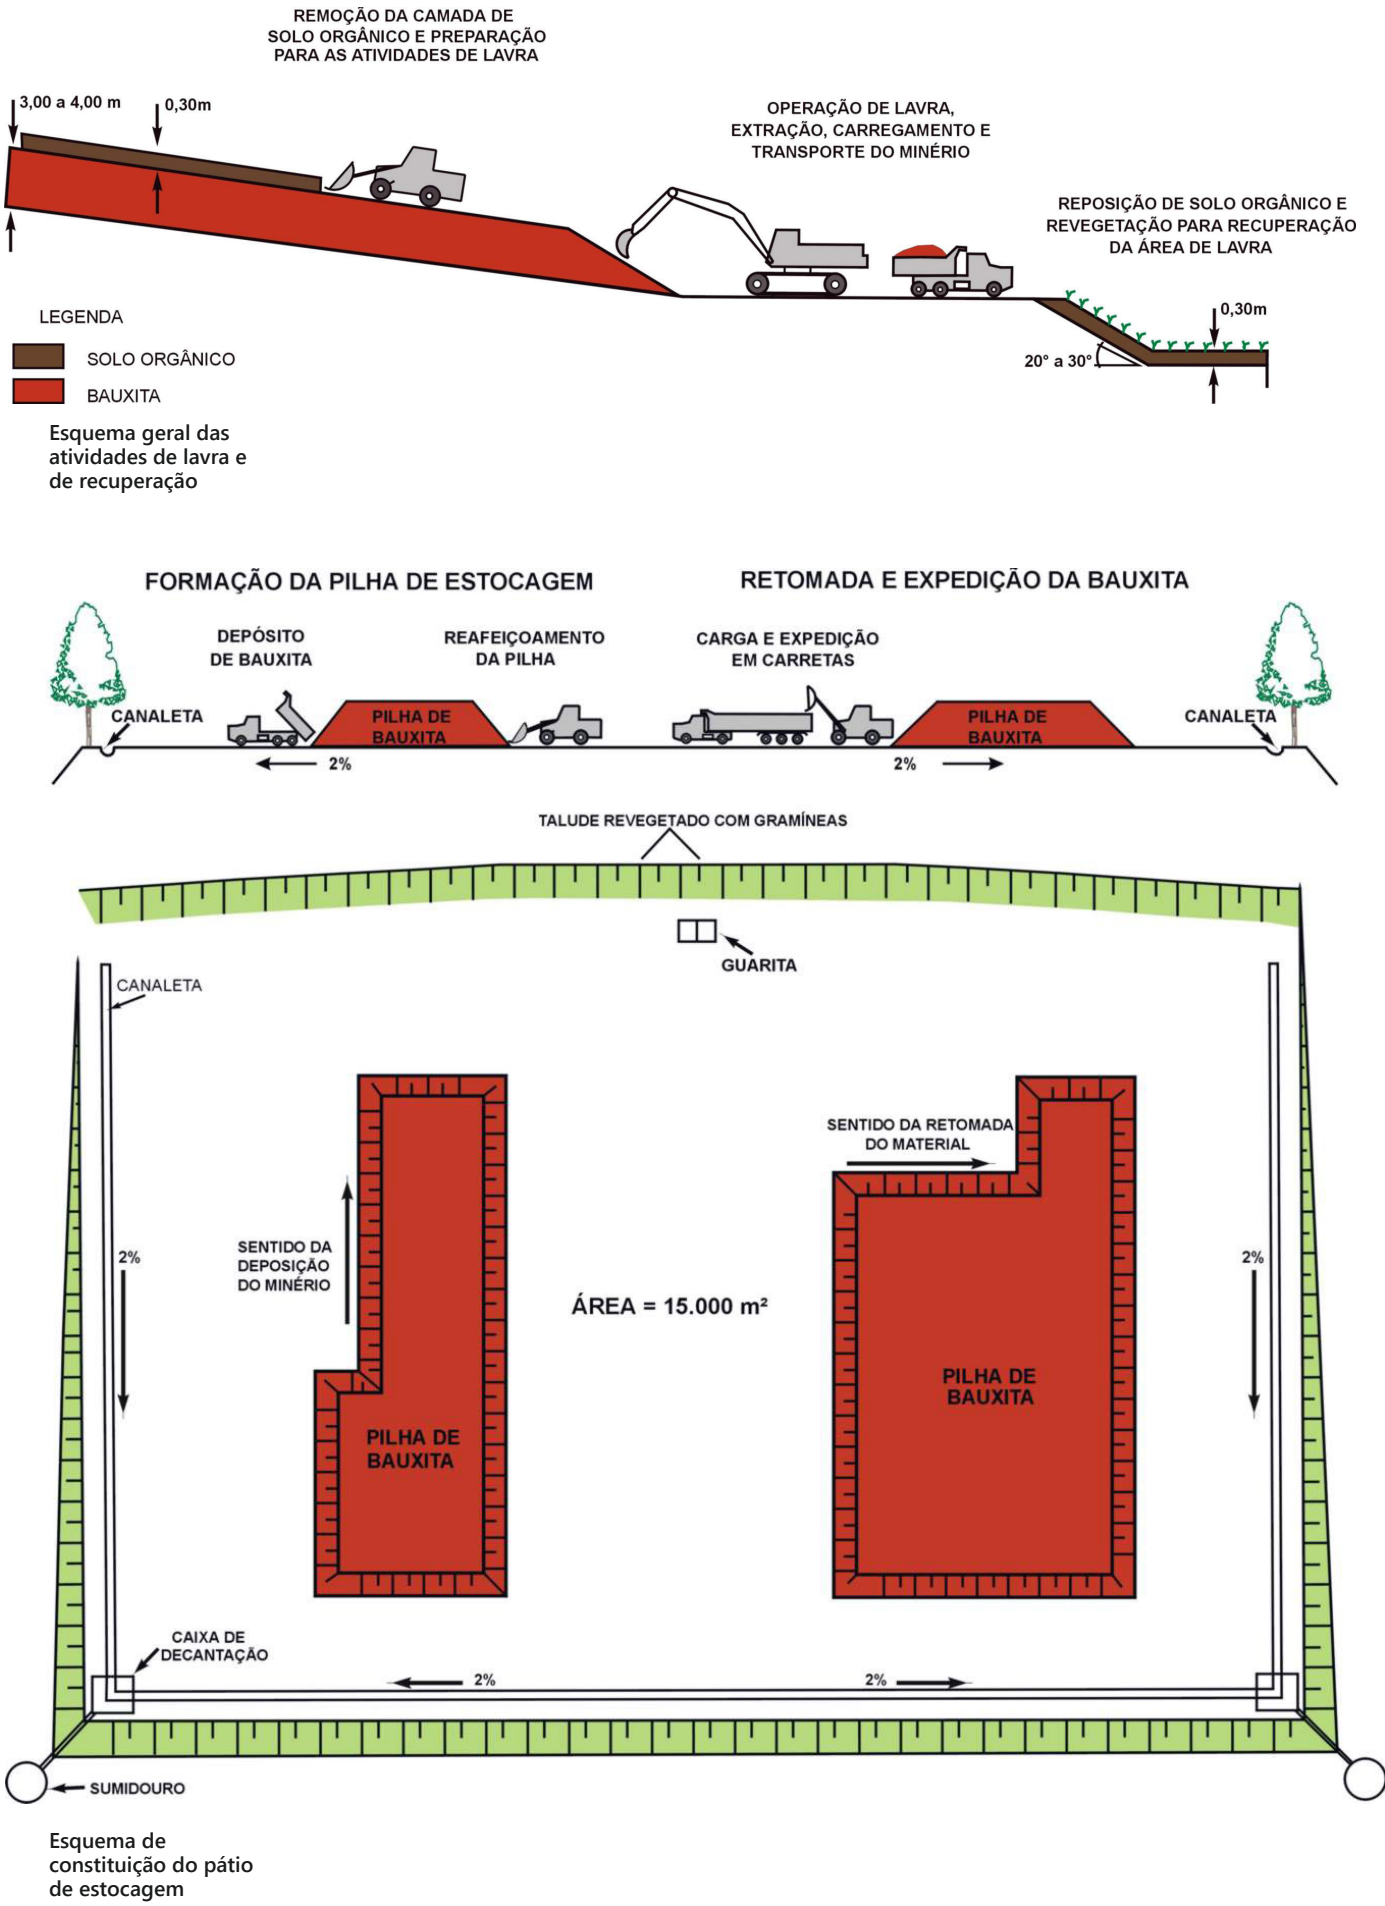 REMOÇÃO DA CAMADA DE
SOLO ORGÂNICO E PREPARAÇÃO
PARA AS ATIVIDADES DE LAVRA
3,00 a 4,00 m
0,30m
OPERAÇÃO DE LAVRA,
EXTRAÇÃO, CARREGAMENTO E
TRANSPORTE DO MINÉRIO
REPOSIÇÃO DE SOLO ORGÂNICO E
REVEGETAÇÃO PARA RECUPERAÇÃO
DA ÁREA DE LAVRA
0,30m
20° a 30°
LEGENDA
SOLO ORGÂNICO
BAUXITA
Esquema geral das
atividades de lavra e
de recuperação
FORMAÇÃO DA PILHA DE ESTOCAGEM
RETOMADA E EXPEDIÇÃO DA BAUXITA
DEPÓSITO
DE BAUXITA
REAFEIÇOAMENTO
DA PILHA
CARGA E EXPEDIÇÃO
EM CARRETAS
CANALETA
PILHA DE
BAUXITA
PILHA DE
BAUXITA
CANALETA
2%
2%
TALUDE REVEGETADO COM GRAMÍNEAS
GUARITA
CANALETA
SENTIDO DA RETOMADA
DO MATERIAL
2%
SENTIDO DA
DEPOSIÇÃO
DO MINÉRIO
2%
ÁREA = 15.000 m²
PILHA DE
BAUXITA
PILHA DE
BAUXITA
CAIXA DE
DECANTAÇÃO
2%
2%
SUMIDOURO
Esquema de
constituição do pátio
de estocagem